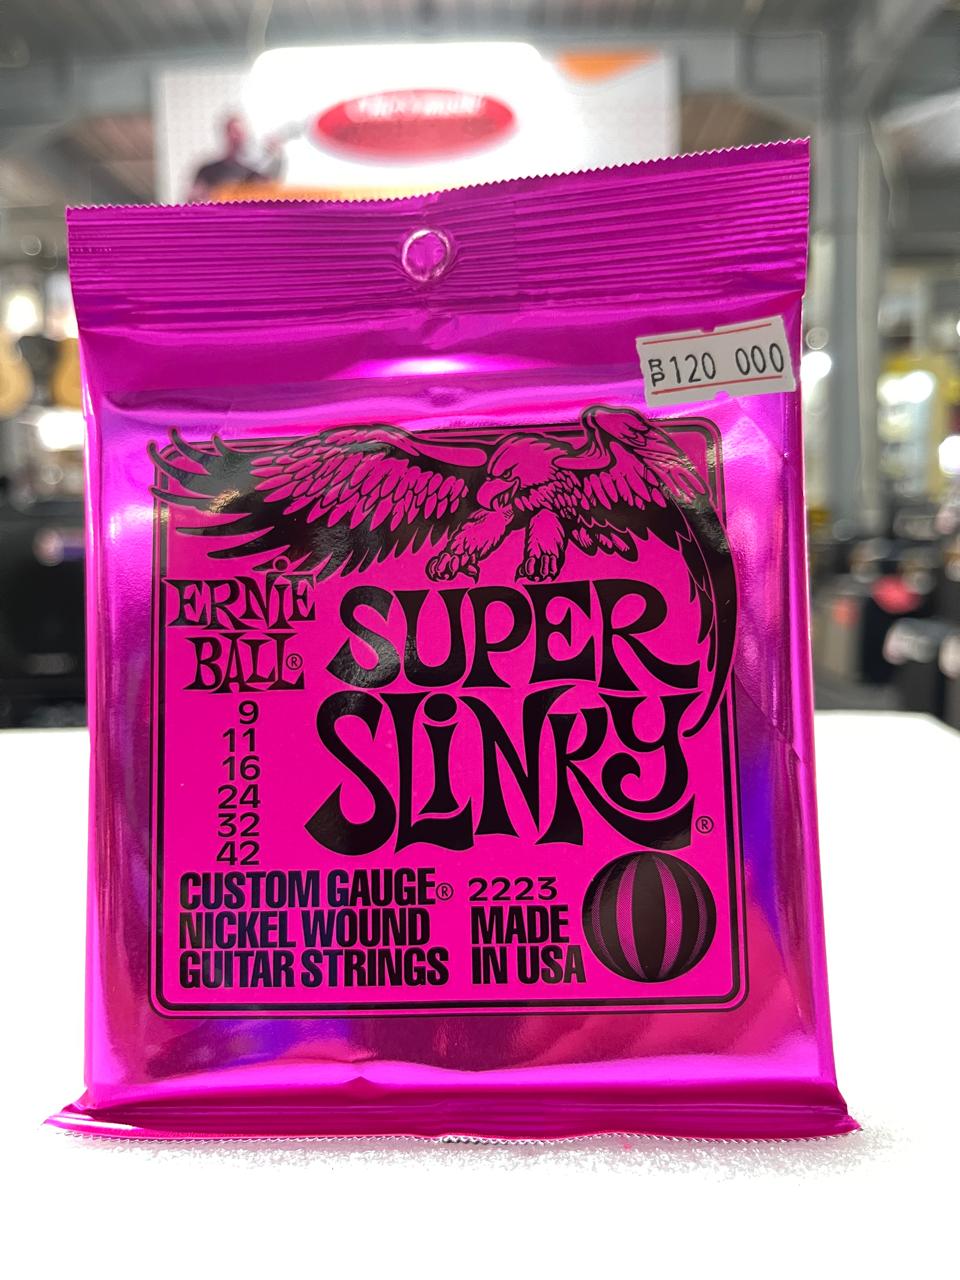 RP 120 000
ERNiE
BALL®
SUPER
SLiNKY®
9
11
16
24
32
42
CUSTOM GAUGE® 2223
NICKEL WOUND MADE
GUITAR STRINGS IN USA